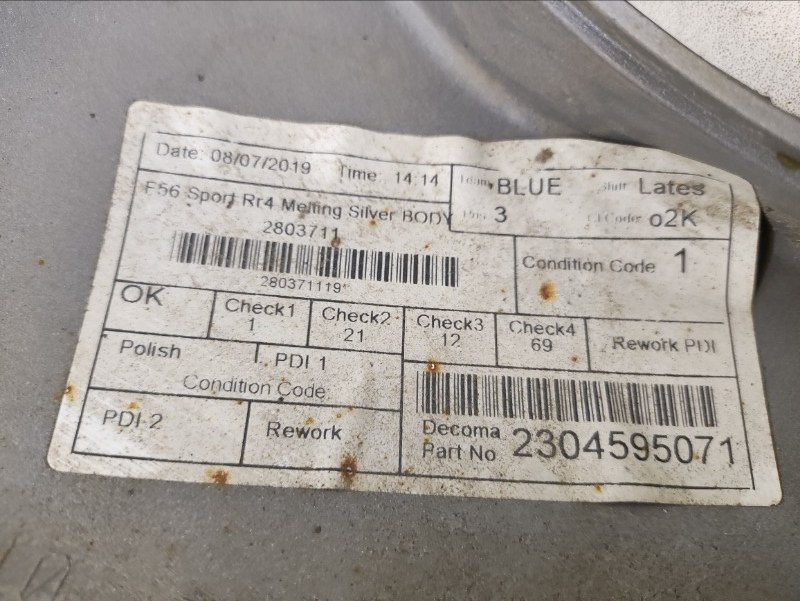 Date: 08/07/2019 Time: 14:14
Team BLUE Shift Lates
3 o2K
F56 Sport Rr4 Melting Silver BODY
2803711
280371119
Condition Code 1
OK Check1 Check2 Check3 Check4 Rework PDI
1 21 12 69
Polish PDI 1
Condition Code
PDI 2 Rework
Decoma
Part No 2304595071